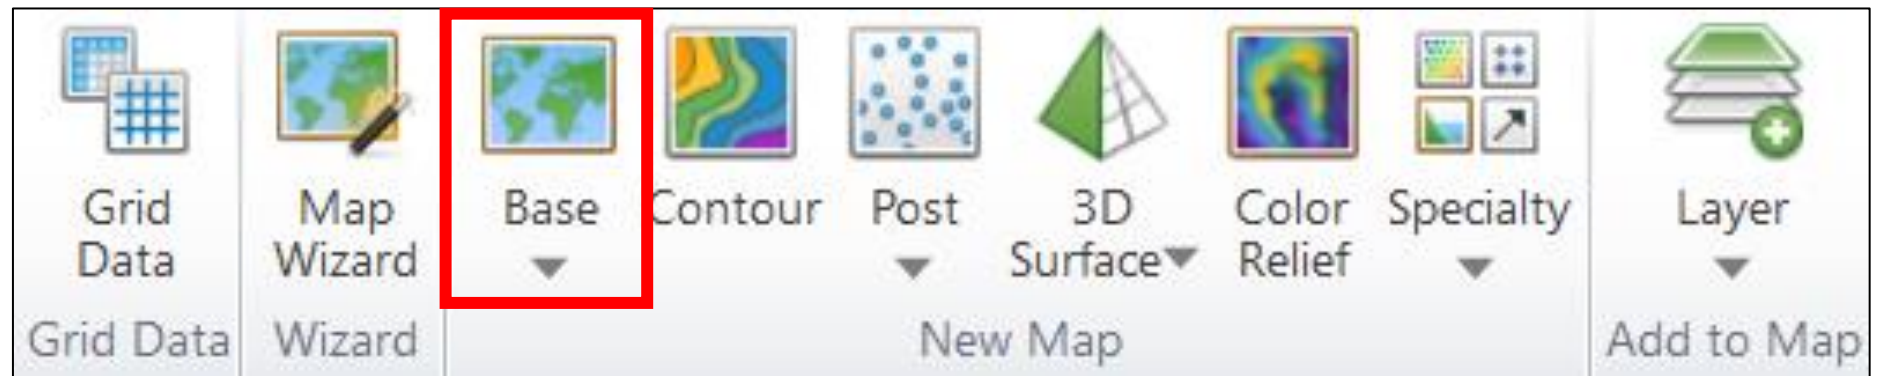 Grid
Data
Map
Wizard
Base
Contour
Post
3D
Surface
Color
Relief
Specialty
Layer
Grid Data
Wizard
New Map
Add to Map